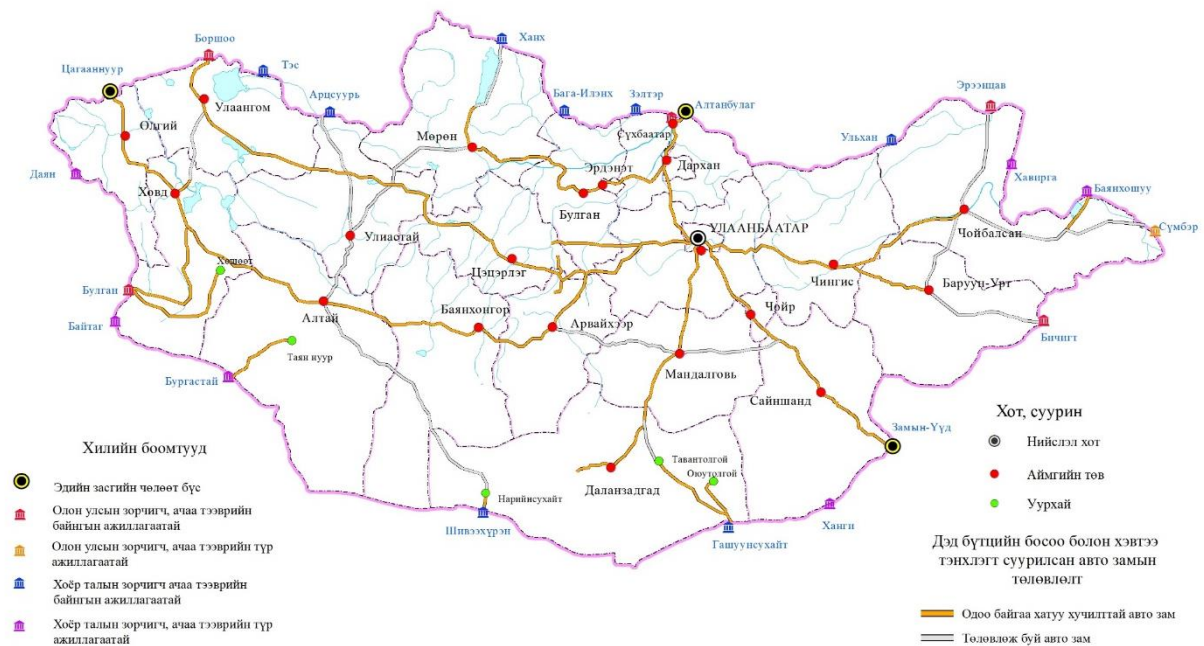 Боршоо
Ханх
Цагааннуур
Тэс
Арцсуурь
Бага-Илэнх
Зэлтэр
Алтанбулаг
Эрээнцав
Улаангом
Өлгий
Мөрөн
Сүхбаатар
Ульхан
Даян
Ховд
Эрдэнэт
Дархан
Хавирга
Баянхошуу
Булган
УЛААНБААТАР
Чойбалсан
Сүмбэр
Улиастай
Хөшөөт
Цэцэрлэг
Чингис
Баруун-Урт
Булган
Алтай
Баянхонгор
Арвайхээр
Чойр
Байтаг
Бичигт
Таян нуур
Мандалговь
Бургастай
Сайншанд
Замын-Үүд
Тавантолгой
Оюутолгой
Даланзадгад
Нарийнсухайт
Шивээхүрэн
Гашуунсухайт
Ханги
Хилийн боомтууд
Эдийн засгийн чөлөөт бүс
Олон улсын зорчигч, ачаа тээврийн
байнгын ажиллагаатай
Олон улсын зорчигч, ачаа тээврийн түр
ажиллагаатай
Хоёр талын зорчигч ачаа тээврийн
байнгын ажиллагаатай
Хоёр талын зорчигч, ачаа тээврийн түр
ажиллагаатай
Хот, суурин
Нийслэл хот
Аймгийн төв
Уурхай
Дэд бүтцийн босоо болон хэвтээ
тэнхлэгт суурилсан авто замын
төлөвлөлт
Одоо байгаа хатуу хучилттай авто зам
Төлөвлөж буй авто зам